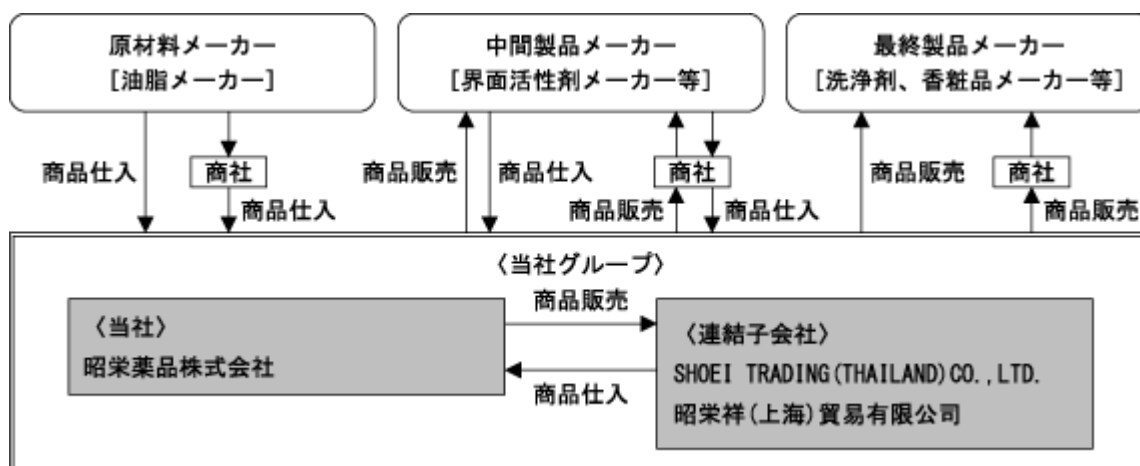 原材料メーカー
[油脂メーカー]
中間製品メーカー
[界面活性剤メーカー等]
最終製品メーカー
[洗浄剤、香粧品メーカー等]
商品仕入
商社
商品仕入
商品販売
商品仕入
商社
商品販売
商品仕入
商品販売
商社
商品販売
〈当社グループ〉
商品販売
〈当社〉
昭栄薬品株式会社
商品仕入
〈連結子会社〉
SHOEI TRADING(THAILAND)CO.,LTD.
昭栄祥(上海)貿易有限公司